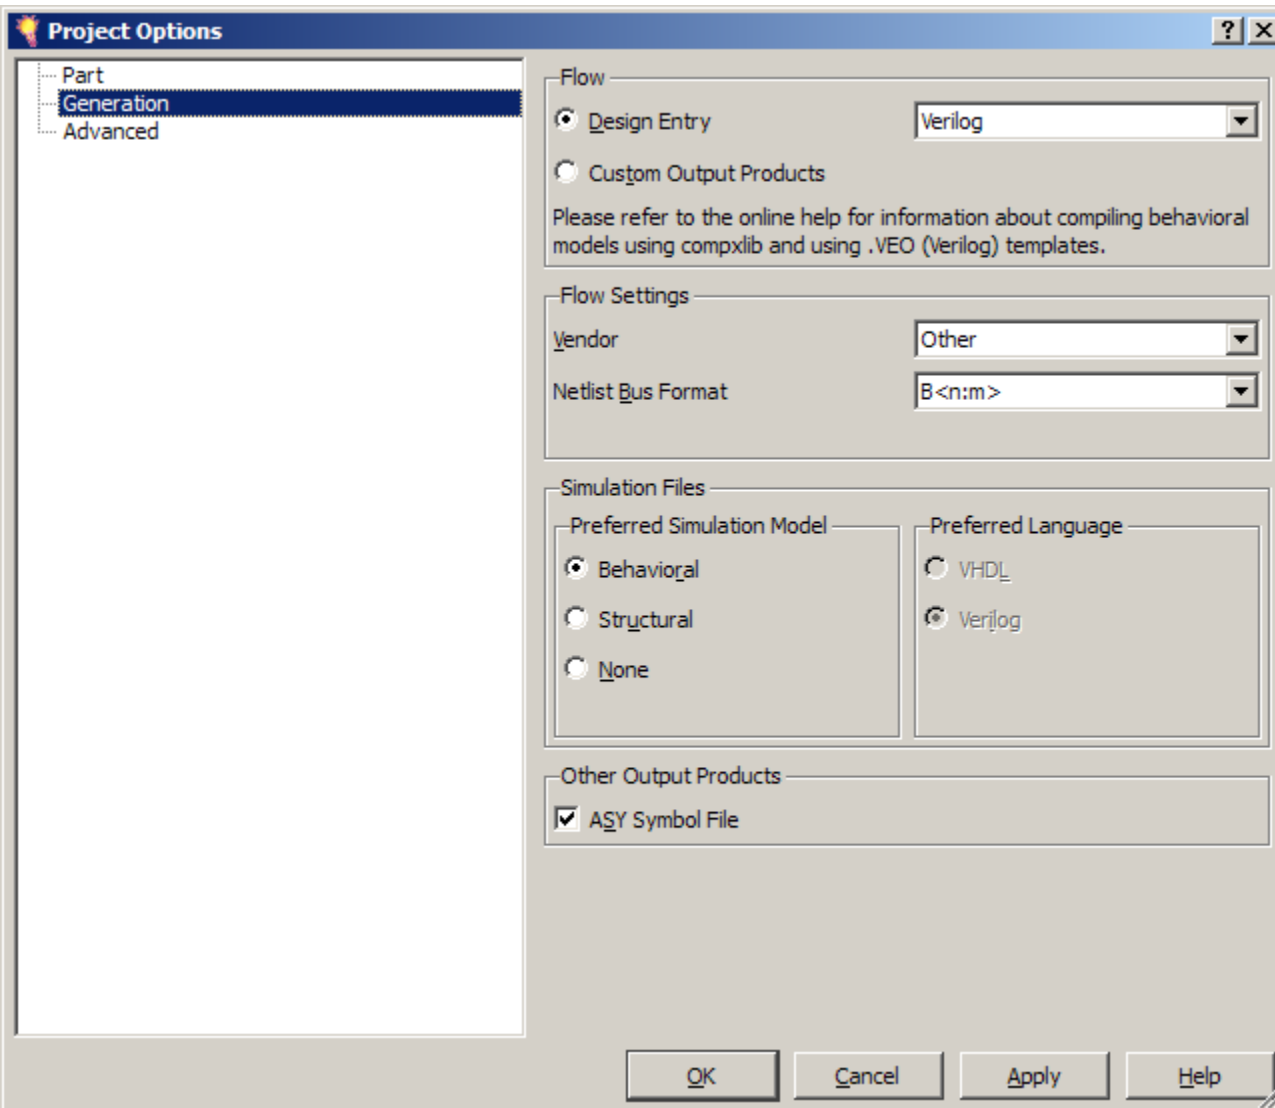 Project Options
Part
Generation
Advanced
Flow
Design Entry
Verilog
Custom Output Products
Please refer to the online help for information about compiling behavioral
models using compxlib and using .VEO (Verilog) templates.
Flow Settings
Vendor
Other
Netlist Bus Format
B<n:m>
Simulation Files
Preferred Simulation Model
Behavioral
Structural
None
Preferred Language
VHDL
Verilog
Other Output Products
ASY Symbol File
OK
Cancel
Apply
Help